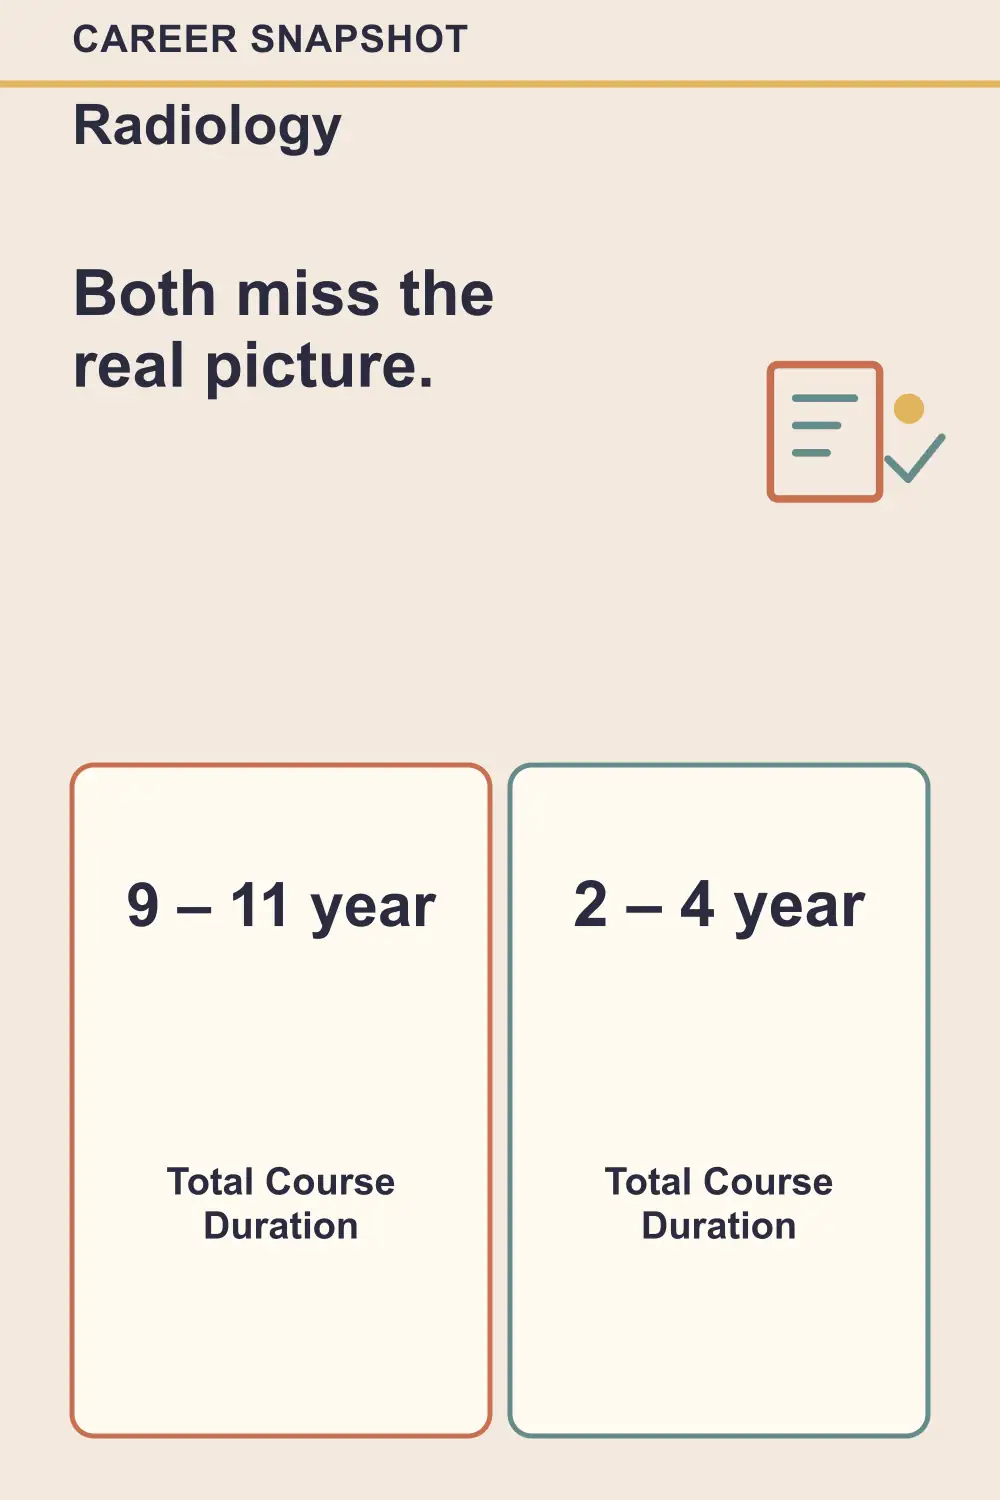 CAREER SNAPSHOT
Radiology
Both miss the
real picture.
9 – 11 year
Total Course
Duration
2 – 4 year
Total Course
Duration